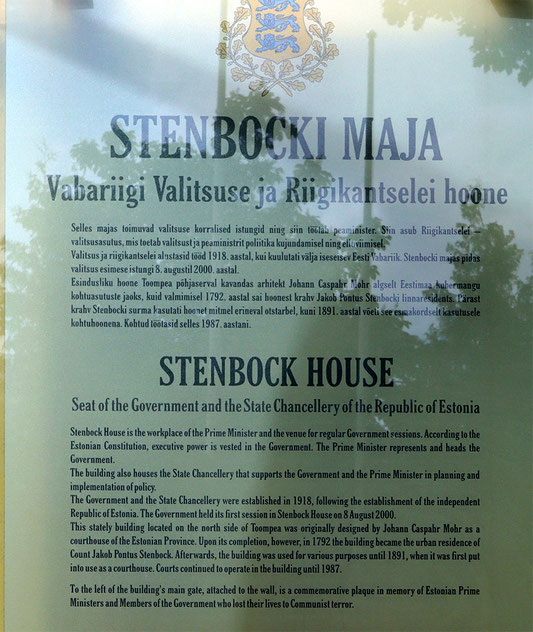 STENBOCKI MAJA
Vabariigi Valitsuse ja Riigikantselei hoone
Selles majas toimuvad valitsuse korralised istungid ning siin töötab peaminister. Siin asub Riigikantselei –
valitsusasutus, mis toetab valitsust ja peaministrit poliitika kujundamisel ning elluviimisel.
Valitsus ja riigikantselei alustasid tööd 1918. aastal, kui kuulutati välja iseseisev Eesti Vabariik. Stenbocki majas pidas
valitsus esimese istungi 8. augustil 2000. aastal.
Esindusliku hoone Toompea põhjaserval kavandas arhitekt Johann Caspahr Mohr algselt Eestimaa kubermangu
kohtuasutuste jaoks, kuid valmimisel 1792. aastal sai hoonest krahv Jakob Pontus Stenbocki linnaresidents. Pärast
krahv Stenbocki surma kasutati hoonet mitmel erineval otstarbel, kuni 1891. aastal võeti see esmakordselt kasutusele
kohtuhoonena. Kohtud töötasid selles 1987. aastani.
STENBOCK HOUSE
Seat of the Government and the State Chancellery of the Republic of Estonia
Stenbock House is the workplace of the Prime Minister and the venue for regular Government sessions. According to the
Estonian Constitution, executive power is vested in the Government. The Prime Minister represents and heads the
Government.
The building also houses the State Chancellery that supports the Government and the Prime Minister in planning and
implementation of policy.
The Government and the State Chancellery were established in 1918, following the establishment of the independent
Republic of Estonia. The Government held its first session in Stenbock House on 8 August 2000.
This stately building located on the north side of Toompea was originally designed by Johann Caspahr Mohr as a
courthouse of the Estonian Province. Upon its completion, however, in 1792 the building became the urban residence of
Count Jakob Pontus Stenbock. Afterwards, the building was used for various purposes until 1891, when it was first put
into use as a courthouse. Courts continued to operate in the building until 1987.
To the left of the building's main gate, attached to the wall, is a commemorative plaque in memory of Estonian Prime
Ministers and Members of the Government who lost their lives to Communist terror.